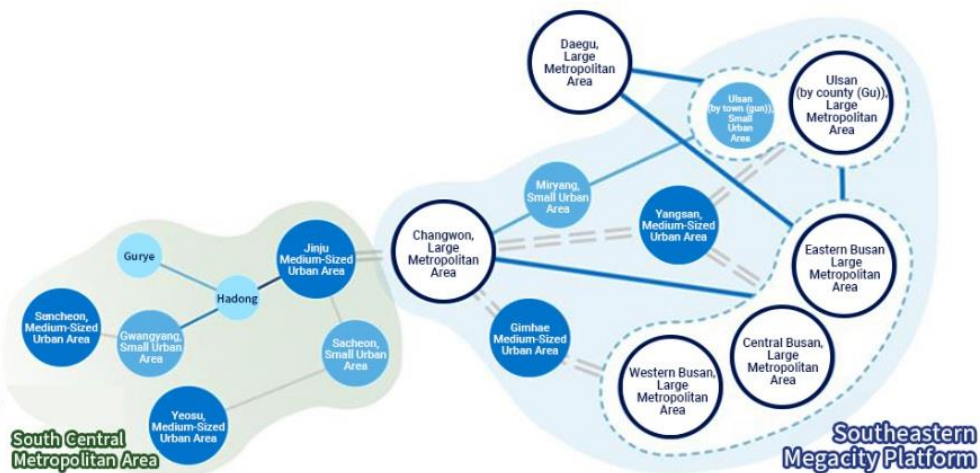 Daegu,
Large
Metropolitan
Area
Ulsan
(by town (gun)),
Small
Urban
Area
Ulsan
(by county (Gu)),
Large
Metropolitan
Area
Miryang,
Small Urban
Area
Yangsan,
Medium-Sized
Urban Area
Changwon,
Large
Metropolitan
Area
Jinju
Medium-Sized
Urban Area
Gurye
Hadong
Suncheon,
Medium-Sized
Urban Area
Gwangyang,
Small Urban
Area
Sacheon,
Small Urban
Area
Yeosu,
Medium-Sized
Urban Area
Gimhae
Medium-Sized
Urban Area
Eastern Busan
Large
Metropolitan
Area
Central Busan,
Large
Metropolitan
Area
Western Busan,
Large
Metropolitan
Area
South Central
Metropolitan Area
Southeastern
Megacity Platform